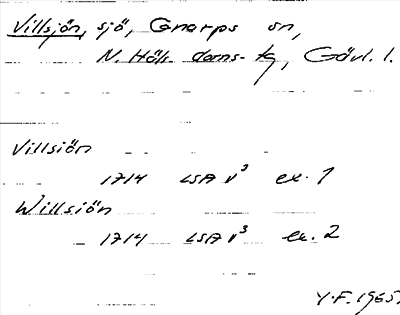 Villsjön, sjö, Gnarps sn,
N. Häls. doms- tg, Gävl. l.
Villsiön
1714 LSA V³ ex. 1
Willsiön
1714 LSA V³ ex. 2
Y.F. 1965.